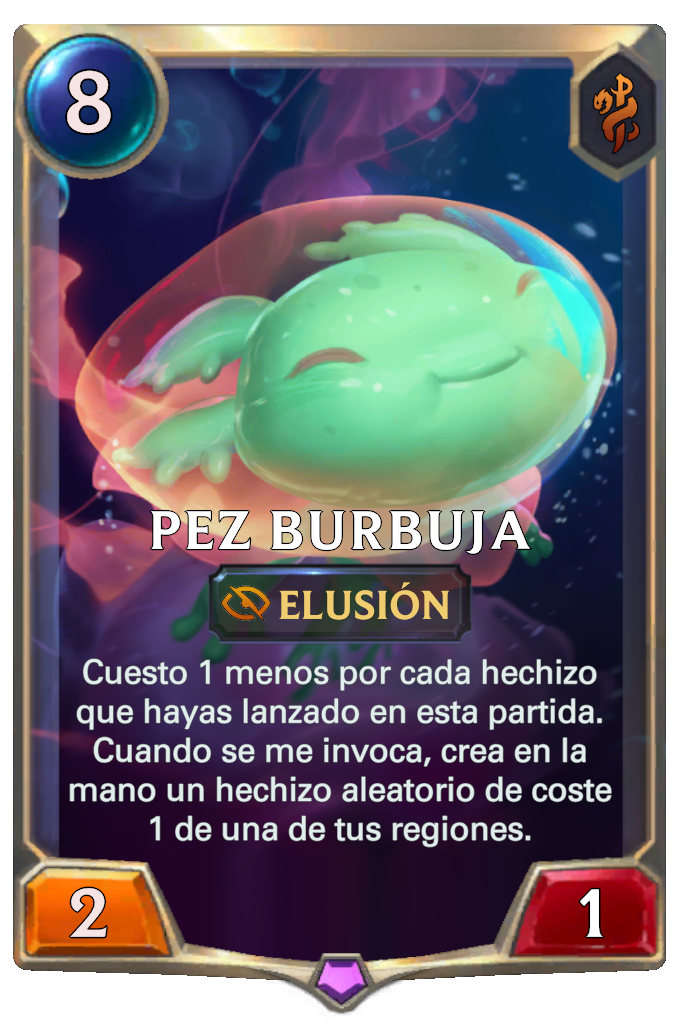 8
PEZ BURBUJA
ELUSIÓN
Cuesto 1 menos por cada hechizo
que hayas lanzado en esta partida.
Cuando se me invoca, crea en la
mano un hechizo aleatorio de coste
1 de una de tus regiones.
2
1